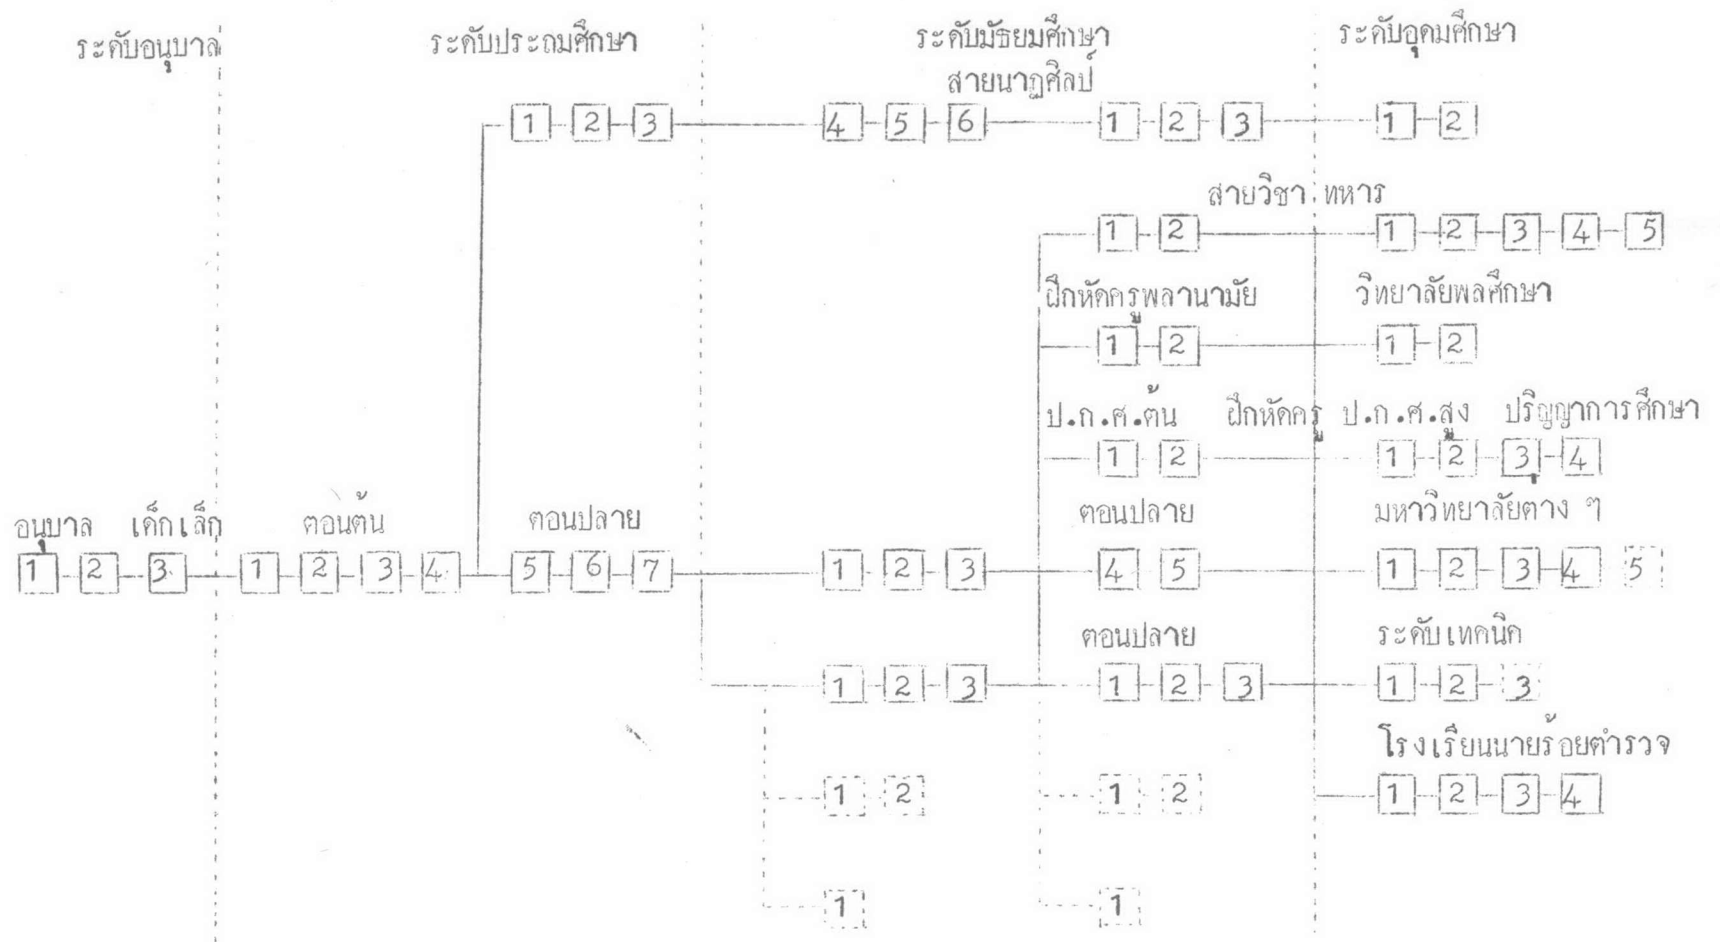 ระดับอนุบาล ระดับประถมศึกษา ระดับมัธยมศึกษา ระดับอุดมศึกษา
สายนาฏศิลป์
1 2 3 4 5 6 1 2 3 1 2
สายวิชา ทหาร
1 2 1 2 3 4 5
ฝึกหัดครูพลานามัย วิทยาลัยพลศึกษา
1 2 1 2
ป.ก.ศ.ต้น ฝึกหัดครู ป.ก.ศ.สูง ปริญญาการศึกษา
1 2 1 2 3 4
อนุบาล เด็กเล็ก ตอนต้น ตอนปลาย ตอนปลาย มหาวิทยาลัยต่าง ๆ
1 2 3 1 2 3 4 5 6 7 1 2 3 4 5 1 2 3 4 5
ตอนปลาย ระดับเทคนิค
1 2 3 1 2 3 1 2 3
โรงเรียนนายร้อยตำรวจ
1 2 1 2 1 2 3 4
1 1